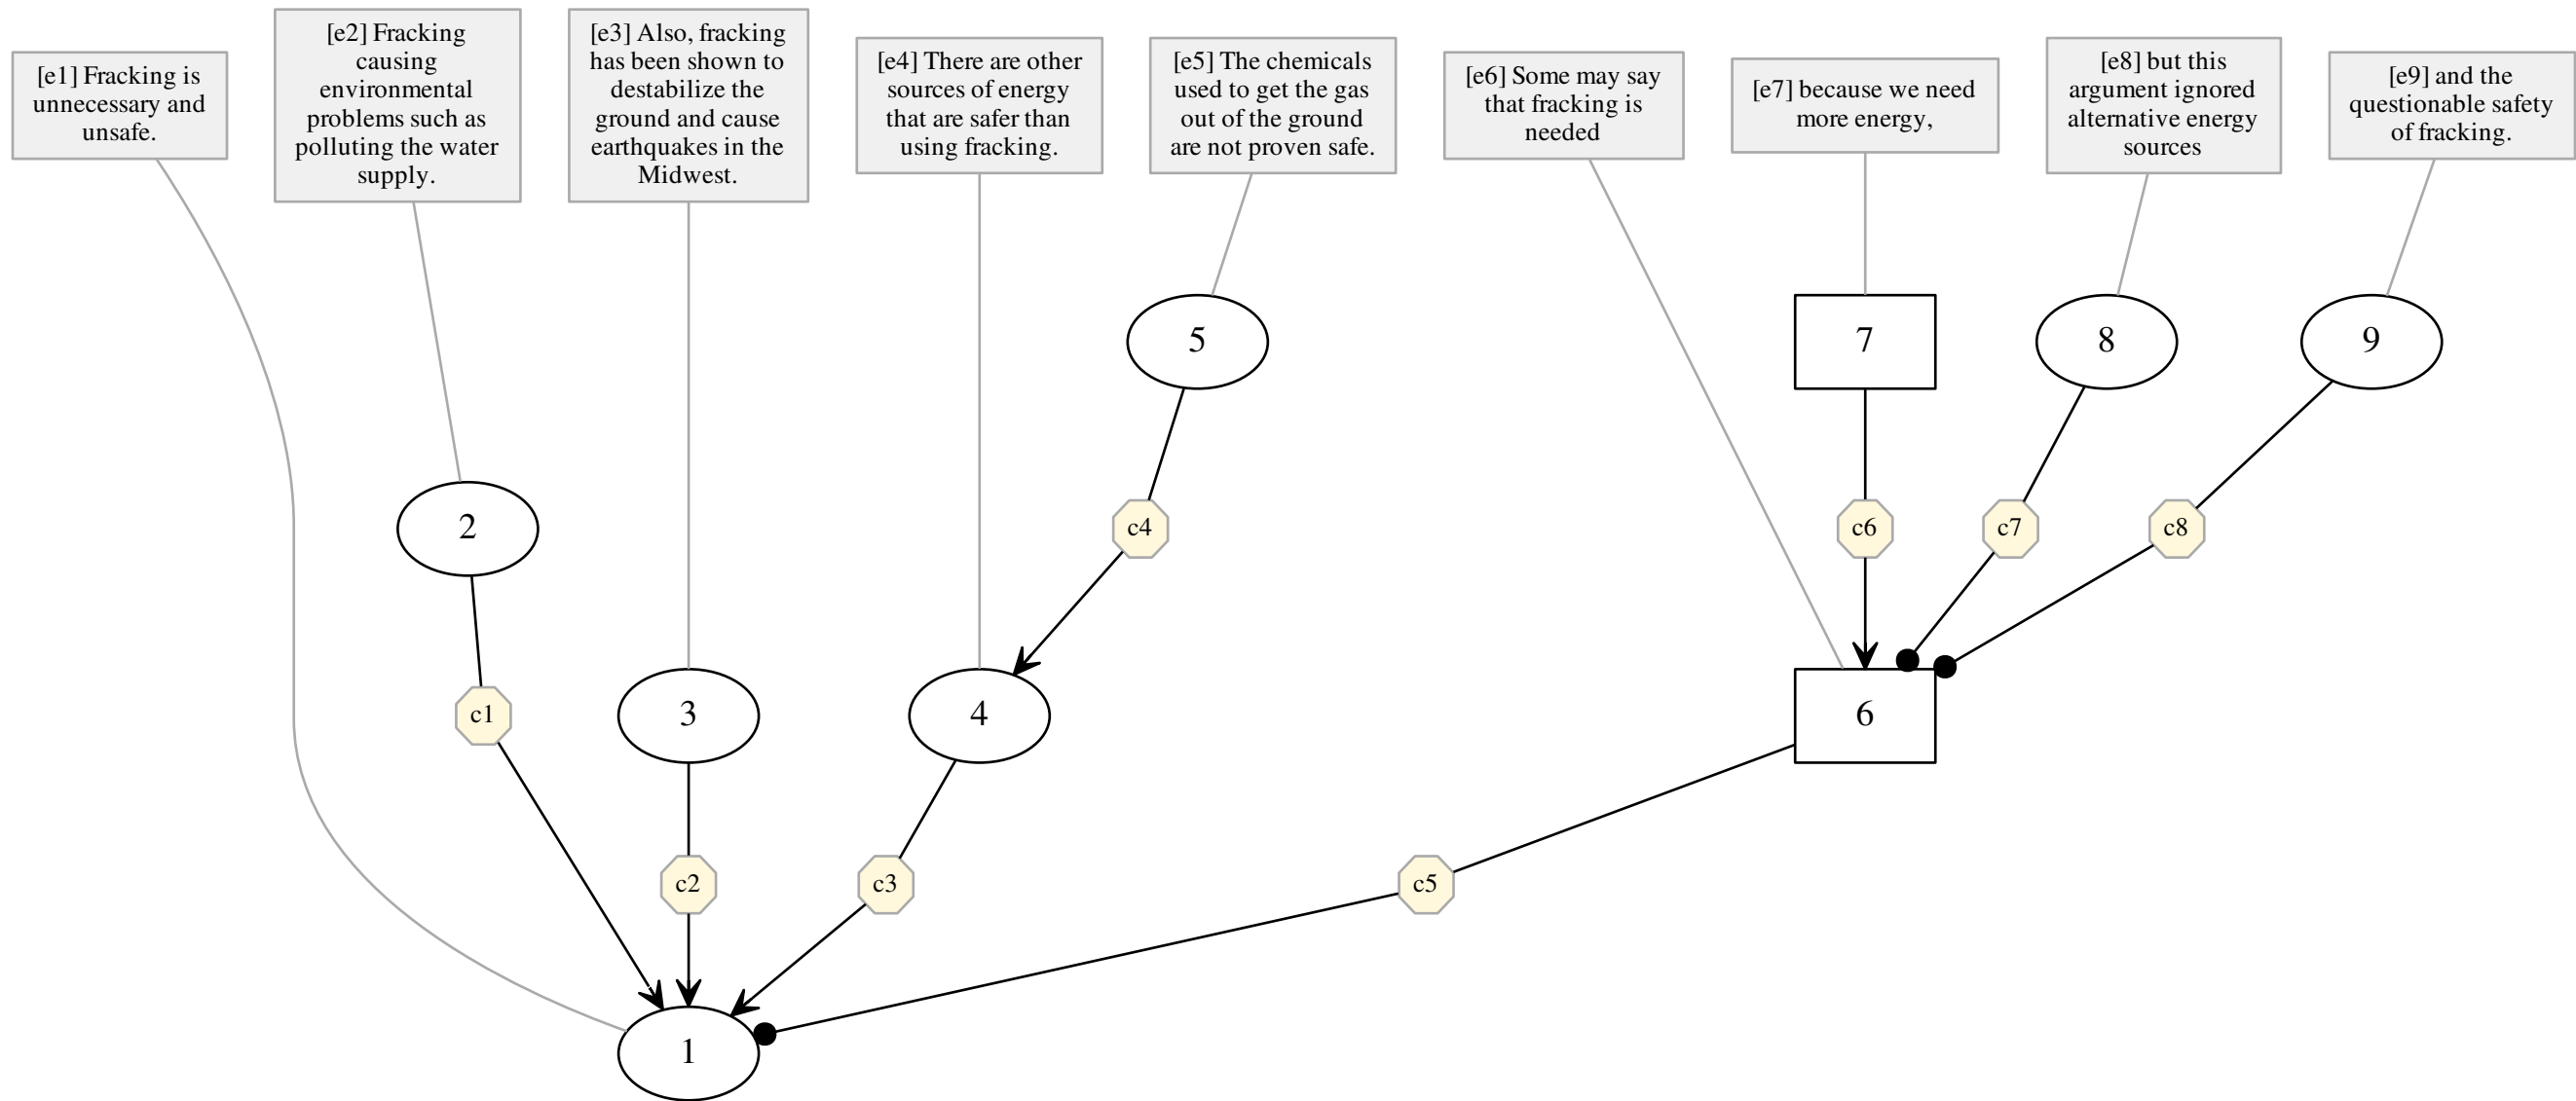 [e1] Fracking is
unnecessary and
unsafe.
[e2] Fracking
causing
environmental
problems such as
polluting the water
supply.
[e3] Also, fracking
has been shown to
destabilize the
ground and cause
earthquakes in the
Midwest.
[e4] There are other
sources of energy
that are safer than
using fracking.
[e5] The chemicals
used to get the gas
out of the ground
are not proven safe.
[e6] Some may say
that fracking is
needed
[e7] because we need
more energy,
[e8] but this
argument ignored
alternative energy
sources
[e9] and the
questionable safety
of fracking.
5
7
8
9
2
c4
c6
c7
c8
c1
3
4
6
c2
c3
c5
1